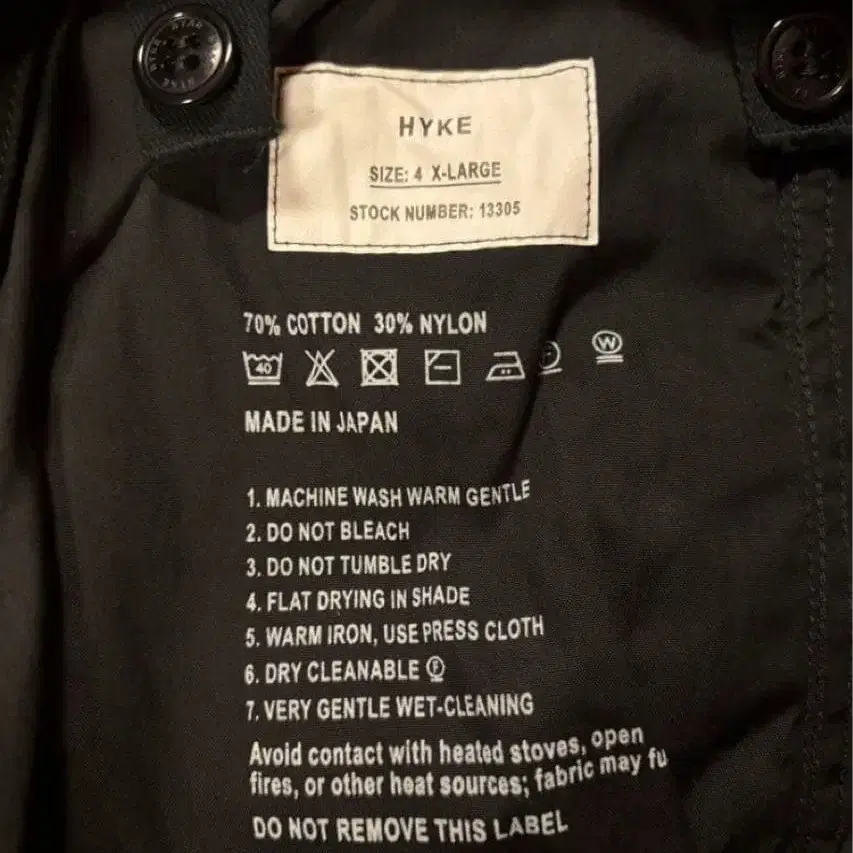 HYKE
SIZE: 4 X-LARGE
STOCK NUMBER: 13305
70% COTTON 30% NYLON
40 P W
MADE IN JAPAN
1. MACHINE WASH WARM GENTLE
2. DO NOT BLEACH
3. DO NOT TUMBLE DRY
4. FLAT DRYING IN SHADE
5. WARM IRON, USE PRESS CLOTH
6. DRY CLEANABLE Ⓕ
7. VERY GENTLE WET-CLEANING
Avoid contact with heated stoves, open
fires, or other heat sources; fabric may fu
DO NOT REMOVE THIS LABEL